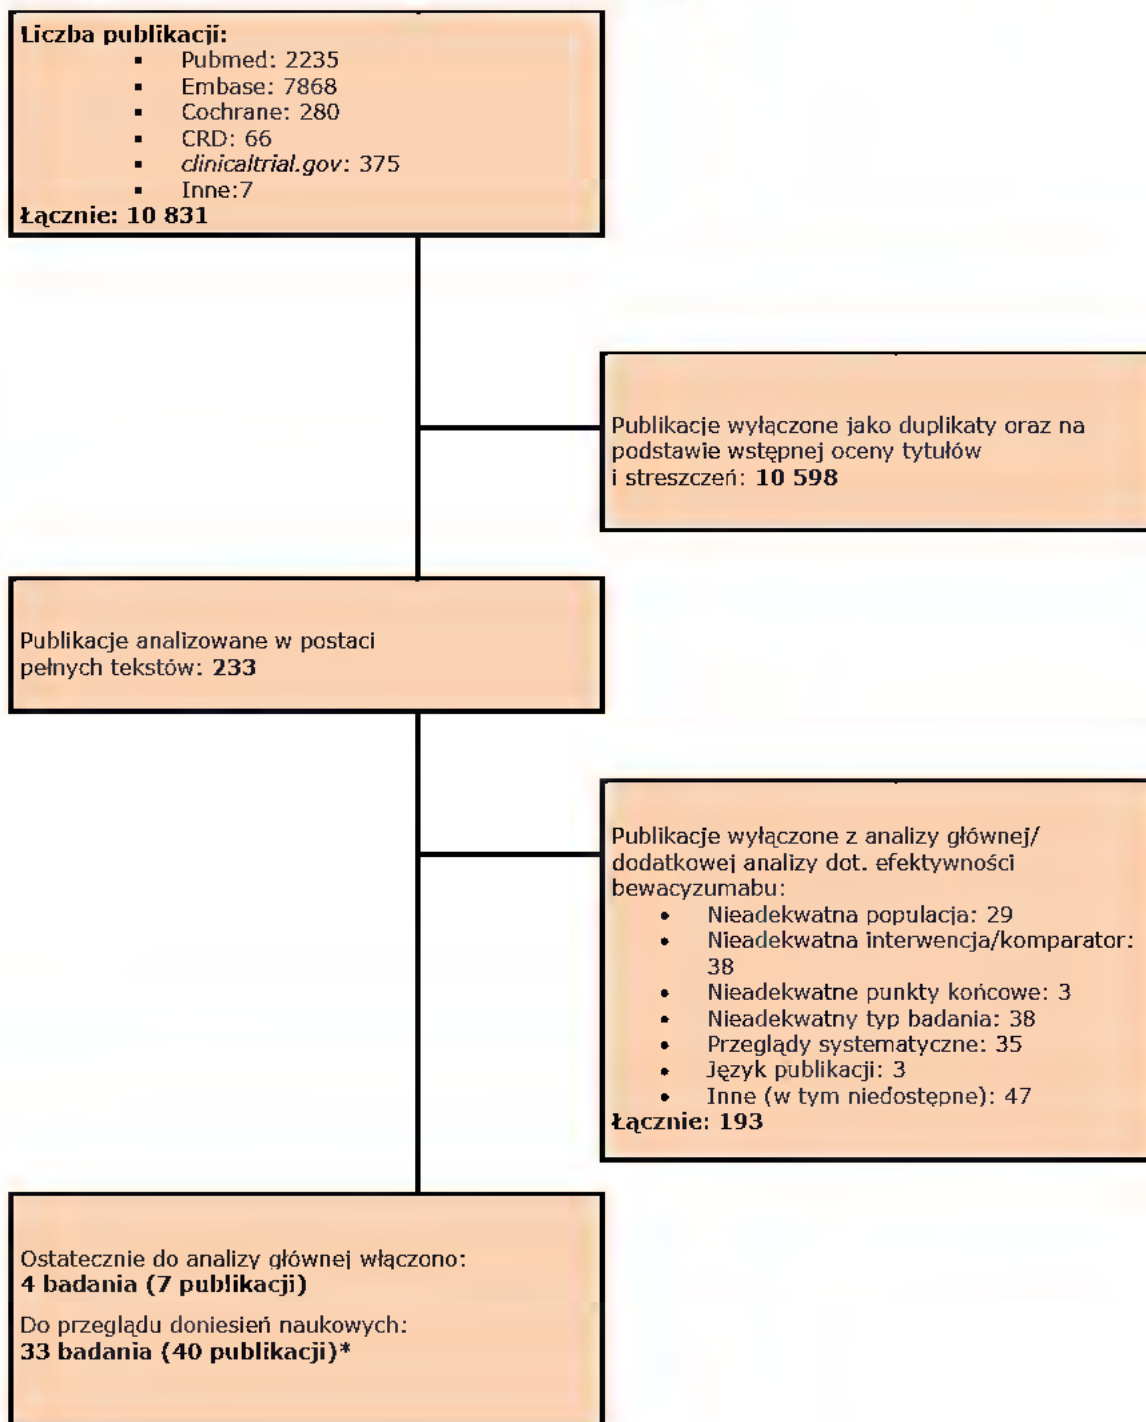 Liczba publikacji:
▪ Pubmed: 2235
▪ Embase: 7868
▪ Cochrane: 280
▪ CRD: 66
▪ clinicaltrial.gov: 375
▪ Inne:7
Łącznie: 10 831
Publikacje wyłączone jako duplikaty oraz na
podstawie wstępnej oceny tytułów
i streszczeń: 10 598
Publikacje analizowane w postaci
pełnych tekstów: 233
Publikacje wyłączone z analizy głównej/
dodatkowej analizy dot. efektywności
bewacyzumabu:
• Nieadekwatna populacja: 29
• Nieadekwatna interwencja/komparator:
38
• Nieadekwatne punkty końcowe: 3
• Nieadekwatny typ badania: 38
• Przeglądy systematyczne: 35
• Język publikacji: 3
• Inne (w tym niedostępne): 47
Łącznie: 193
Ostatecznie do analizy głównej włączono:
4 badania (7 publikacji)
Do przeglądu doniesień naukowych:
33 badania (40 publikacji)*